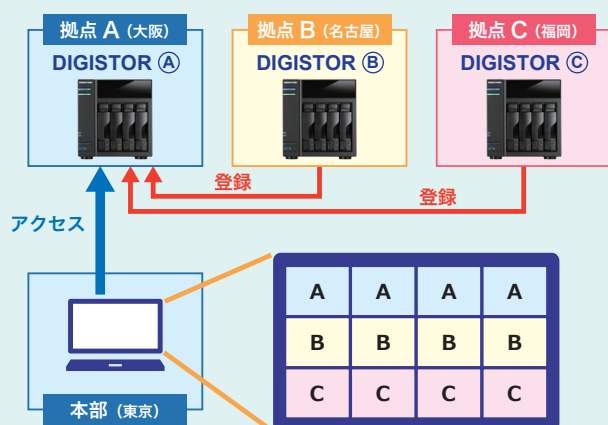 拠点 A（大阪） 拠点 B（名古屋） 拠点 C（福岡）
DIGISTOR Ⓐ DIGISTOR Ⓑ DIGISTOR Ⓒ
登録
登録
アクセス
A A A A
B B B B
C C C C
本部（東京）